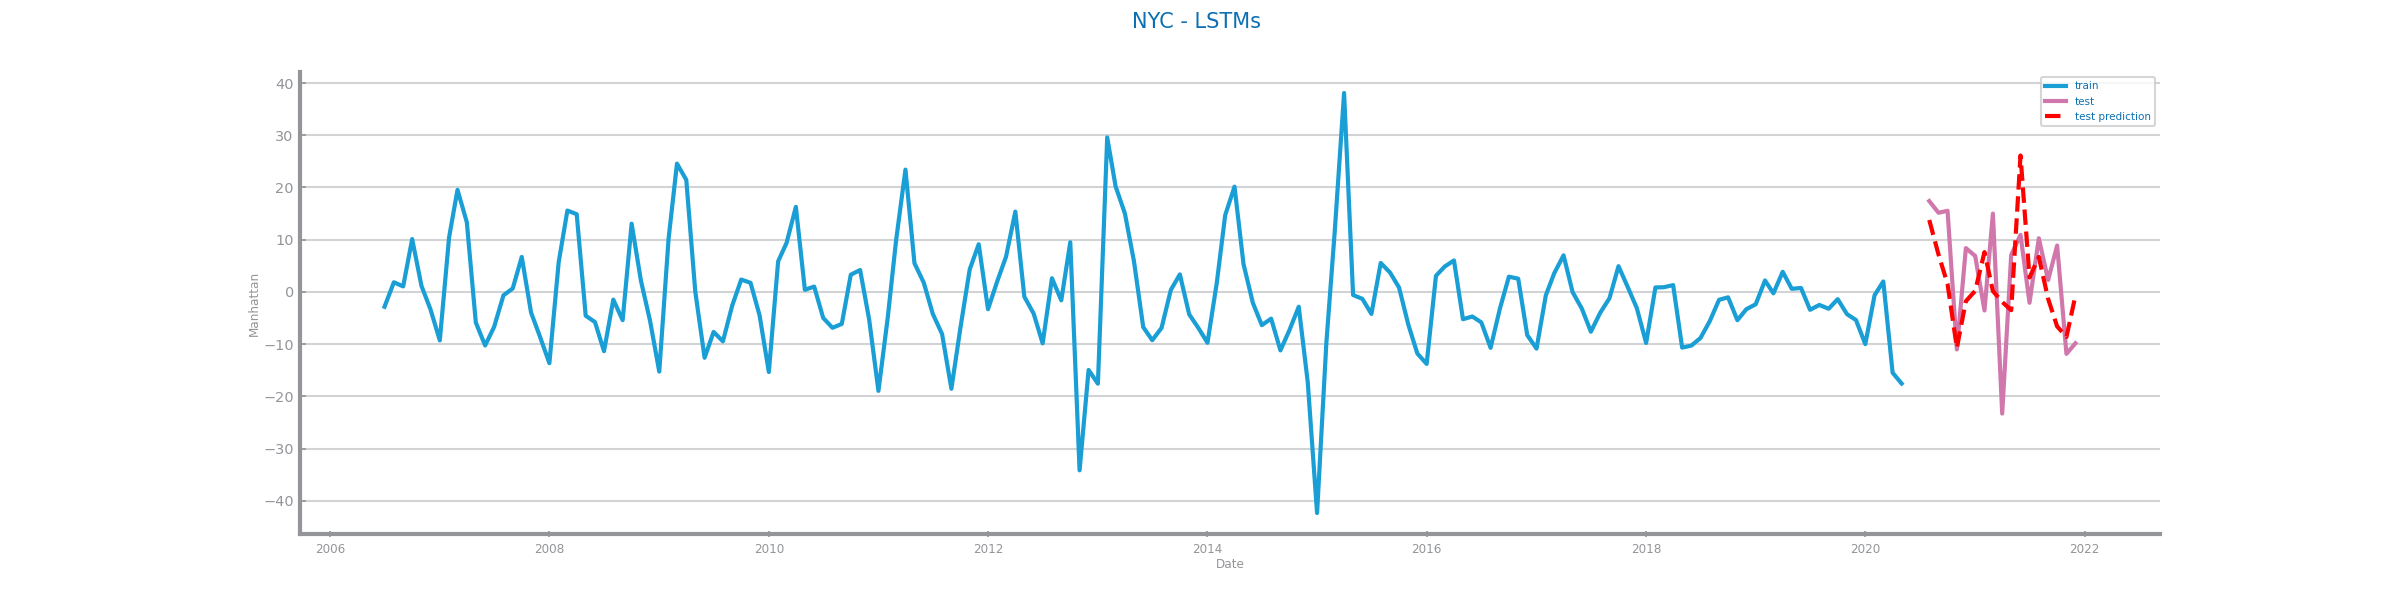 NYC - LSTMs
train
test
test prediction
40
30
20
10
0
−10
−20
−30
−40
Manhattan
2006 2008 2010 2012 2014 2016 2018 2020 2022
Date